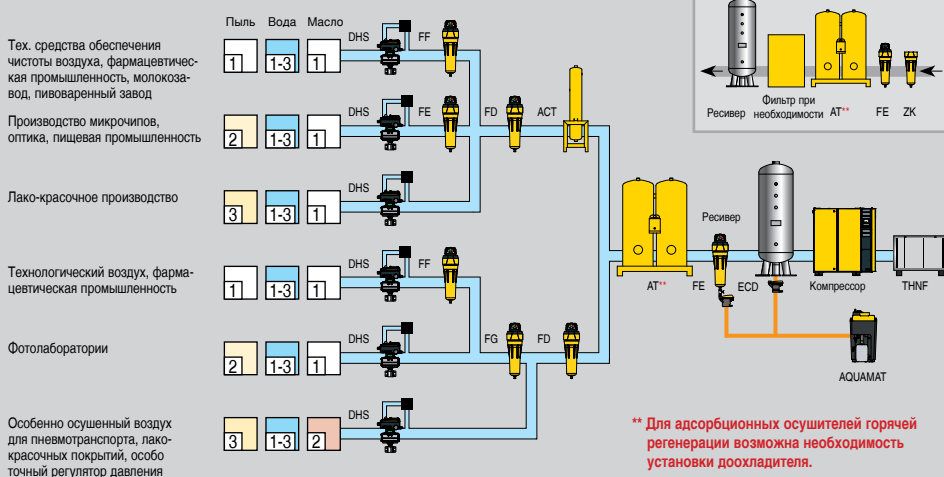 Пыль Вода Масло
Тех. средства обеспечения
чистоты воздуха, фармацевтичес-
кая промышленность, молокоза-
вод, пивоваренный завод
1 1-3 1
DHS FF
Производство микрочипов,
оптика, пищевая промышленность
2 1-3 1
DHS FE FD ACT
Лако-красочное производство
3 1-3 1
DHS
Технологический воздух, фарма-
цевтическая промышленность
1 1-3 1
DHS FF
Фотолаборатории
2 1-3 1
DHS FG FD
Особенно осушенный воздух
для пневмотранспорта, лако-
красочных покрытий, особо
точный регулятор давления
3 1-3 2
DHS
Ресивер
Фильтр при
необходимости
AT** FE ZK
Ресивер
AT** FE ECD Компрессор THNF
AQUAMAT
** Для адсорбционных осушителей горячей
регенерации возможна необходимость
установки доохладителя.